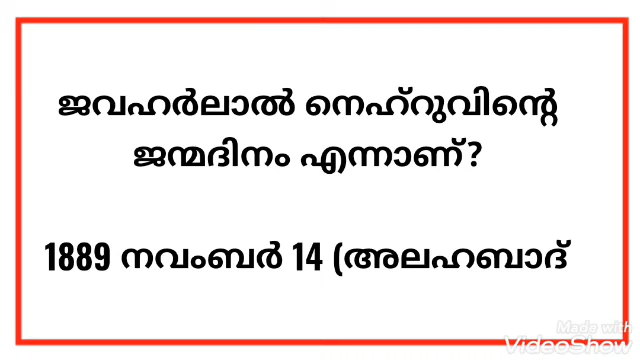 ജവഹർലാൽ നെഹ്റുവിന്റെ
ജന്മദിനം എന്നാണ്?
1889 നവംബർ 14 (അലഹബാദ്
Made with
VideoShow